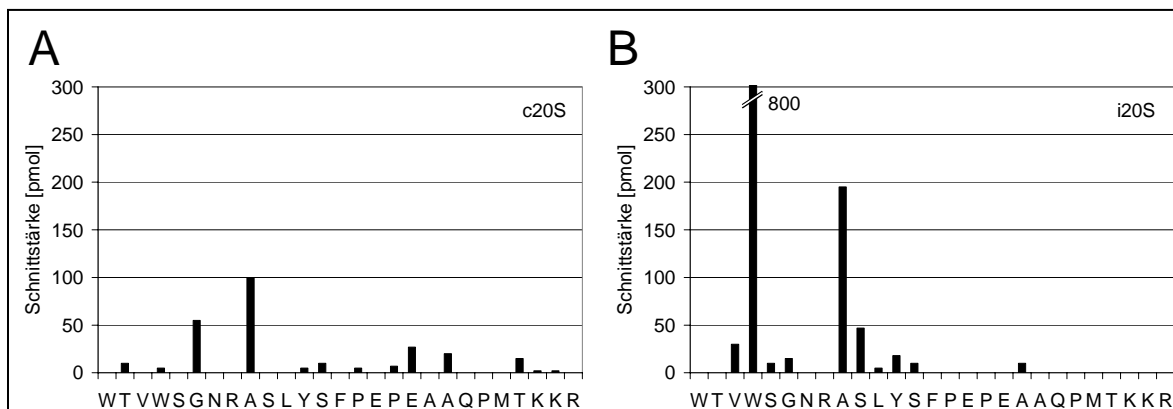 A
Schnittstärke [pmol]
300
250
200
150
100
50
0
c20S
W T V W S G N R A S L Y S F P E P E A A Q P M T K K R
B
Schnittstärke [pmol]
300
250
200
150
100
50
0
800
i20S
W T V W S G N R A S L Y S F P E P E A A Q P M T K K R